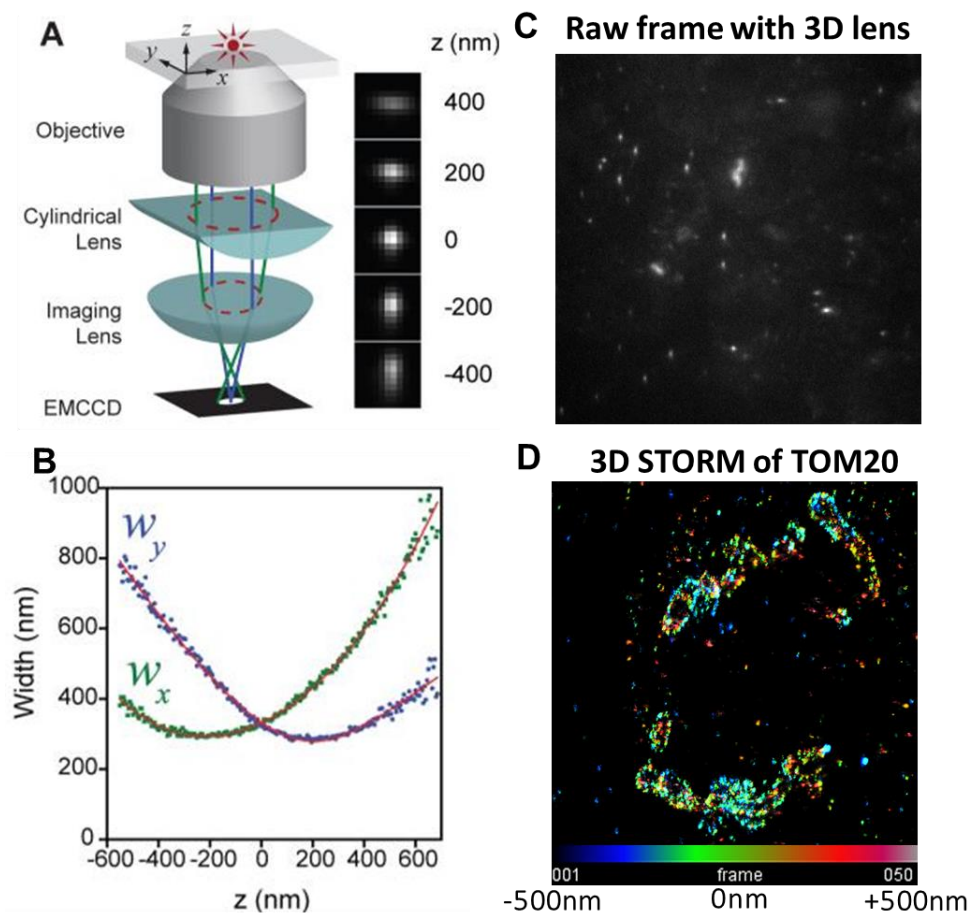 A
z
y
x
Objective
Cylindrical
Lens
Imaging
Lens
EMCCD
z (nm)
400
200
0
-200
-400
B
1000
800
600
400
200
0
Width (nm)
wy
wx
-600 -400 -200 0 200 400 600
z (nm)
C Raw frame with 3D lens
D 3D STORM of TOM20
001 frame 050
-500nm 0nm +500nm